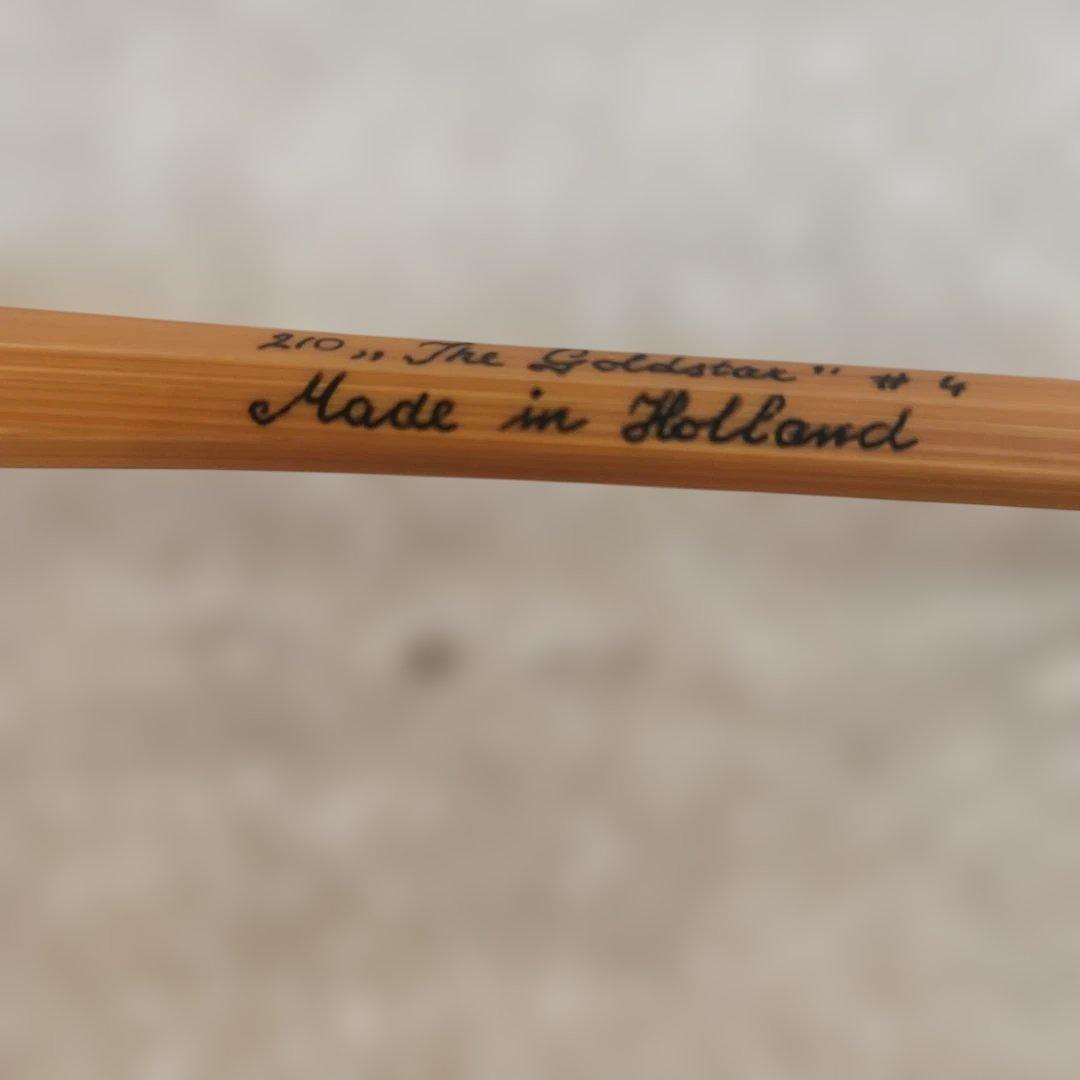 210 „The Goldstar“ # 4
Made in Holland